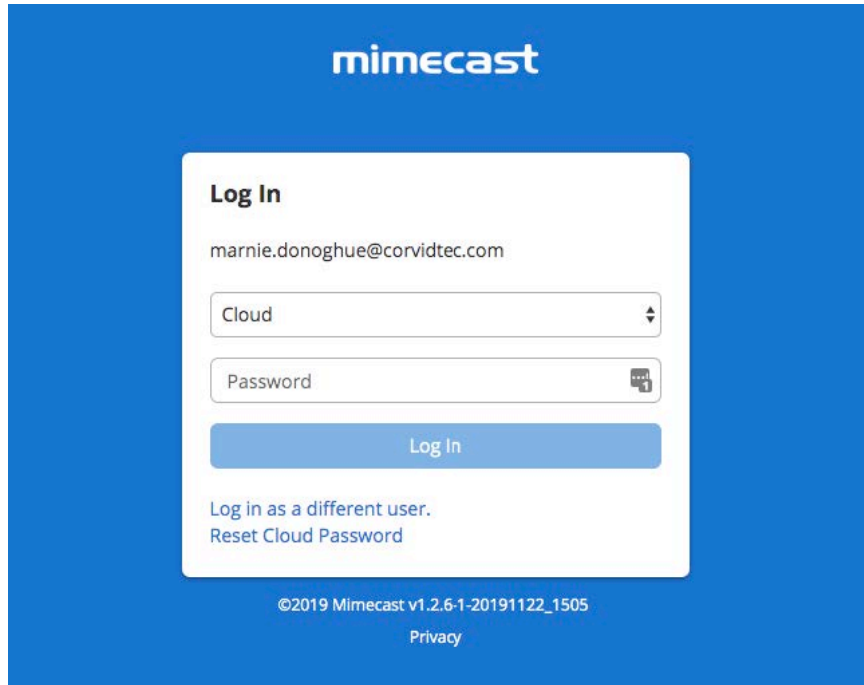 mimecast
Log In
marnie.donoghue@corvidtec.com
Cloud
Password
1
Log In
Log in as a different user.
Reset Cloud Password
©2019 Mimecast v1.2.6-1-20191122_1505
Privacy